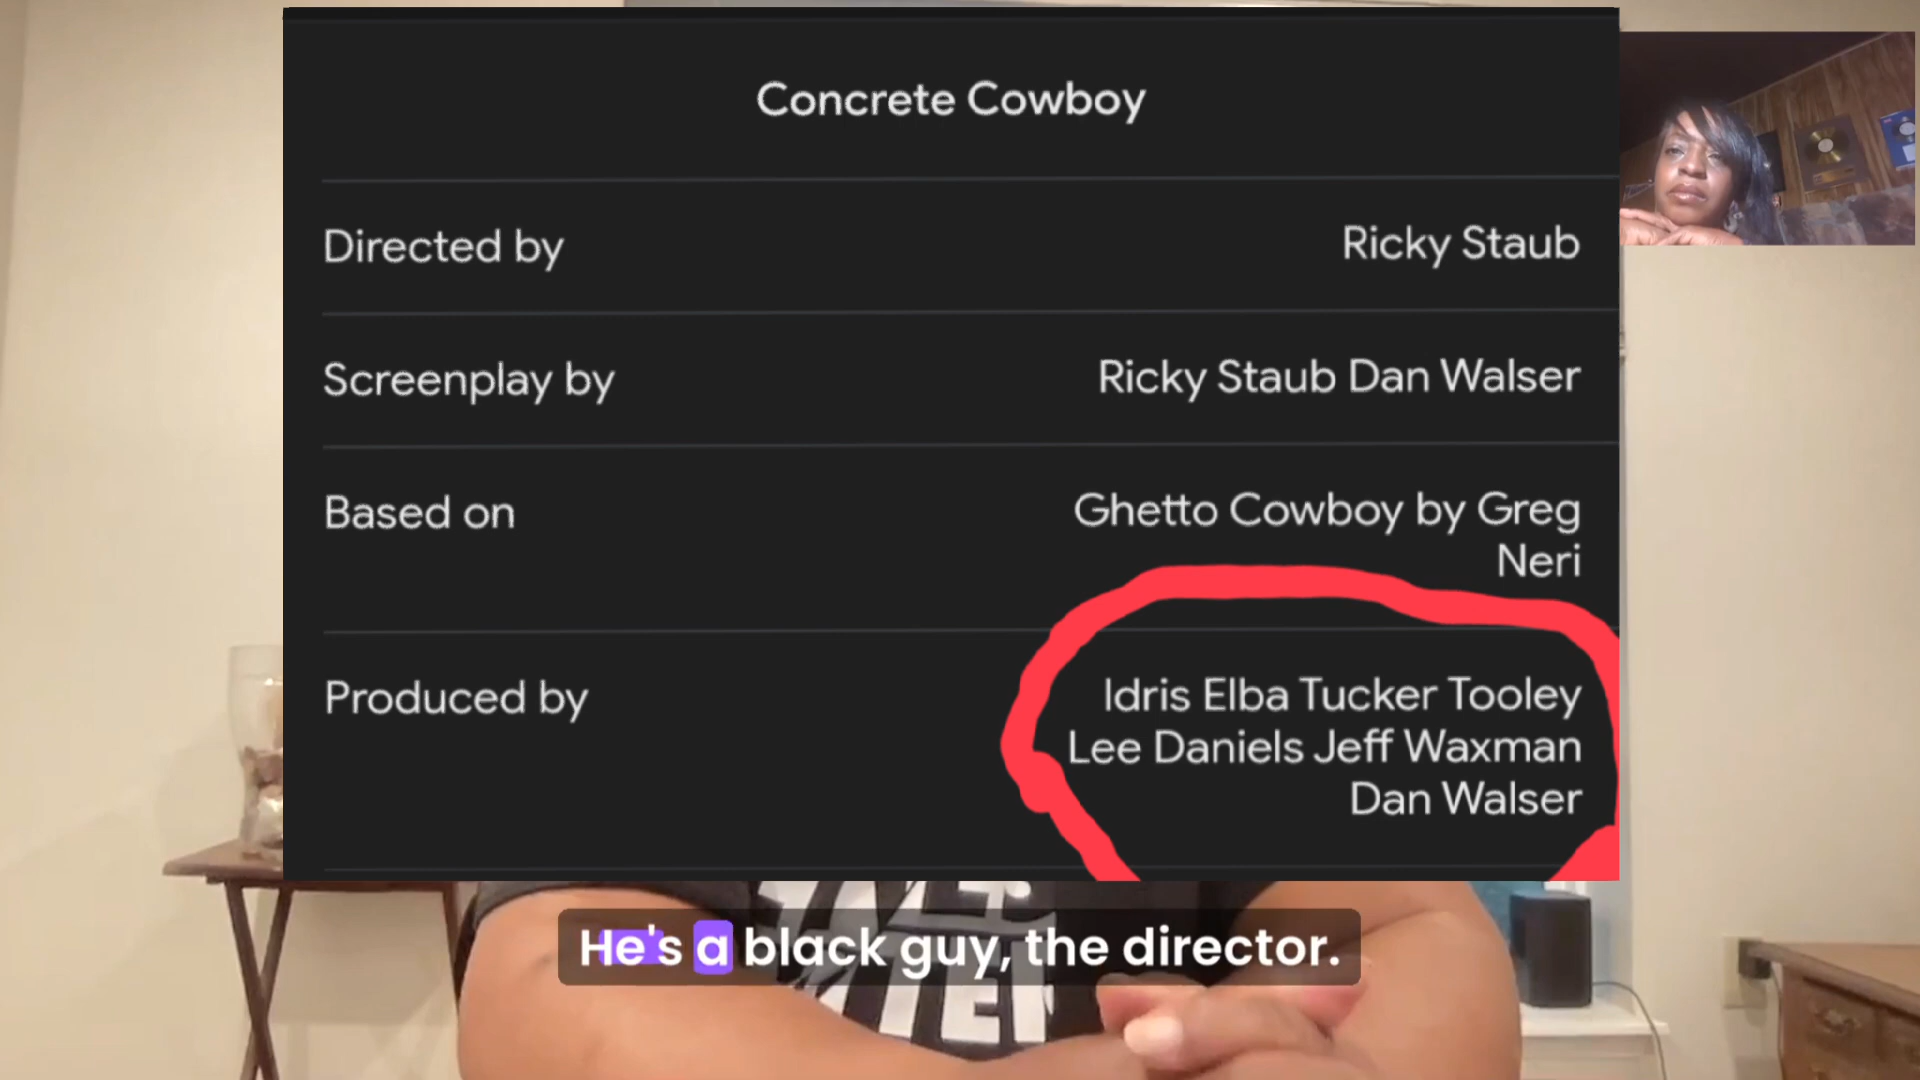 Concrete Cowboy
Directed by
Ricky Staub
Screenplay by
Ricky Staub Dan Walser
Based on
Ghetto Cowboy by Greg
Neri
Produced by
Idris Elba Tucker Tooley
Lee Daniels Jeff Waxman
Dan Walser
He's a black guy, the director.